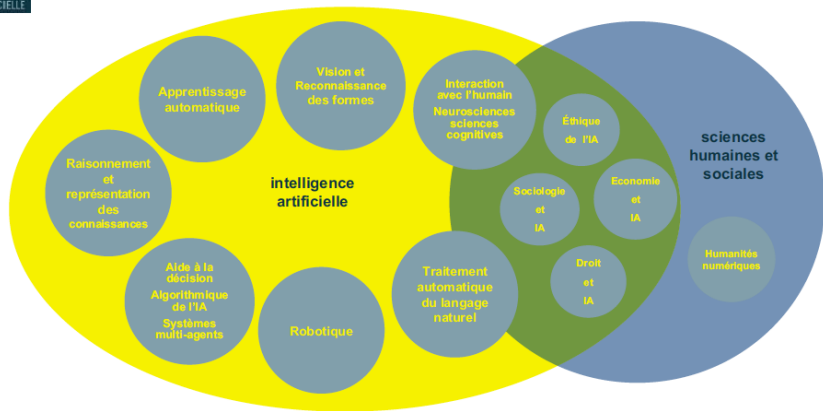 CIELLE
Vision et
Reconnaissance
des formes
Apprentissage
automatique
Interaction
avec l'humain
Neurosciences
sciences
cognitives
Éthique
de l'IA
sciences
humaines et
sociales
Raisonnement
et
représentation
des
connaissances
intelligence
artificielle
Sociologie
et
IA
Economie
et
IA
Humanités
numériques
Aide à la
décision
Algorithmique
de l'IA
Systèmes
multi-agents
Robotique
Traitement
automatique
du langage
naturel
Droit
et
IA